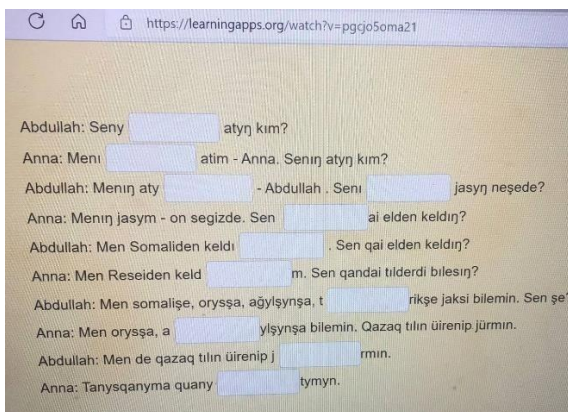 https://learningapps.org/watch?v=pgcjo5oma21
Abdullah: Seny atyŋ kım?
Anna: Menı atim - Anna. Senıŋ atyŋ kım?
Abdullah: Menıŋ aty - Abdullah . Senı jasyŋ neşede?
Anna: Menıŋ jasym - on segizde. Sen ai elden keldıŋ?
Abdullah: Men Somaliden keldı . Sen qai elden keldıŋ?
Anna: Men Reseiden keld m. Sen qandai tılderdi bılesıŋ?
Abdullah: Men somalişe, orysşa, ağylşynşa, t rikşe jaksi bilemin. Sen şe
Anna: Men orysşa, a ylşynşa bilemin. Qazaq tılın üirenip jürmın.
Abdullah: Men de qazaq tılın üirenip j rmın.
Anna: Tanysqanyma quany tymyn.